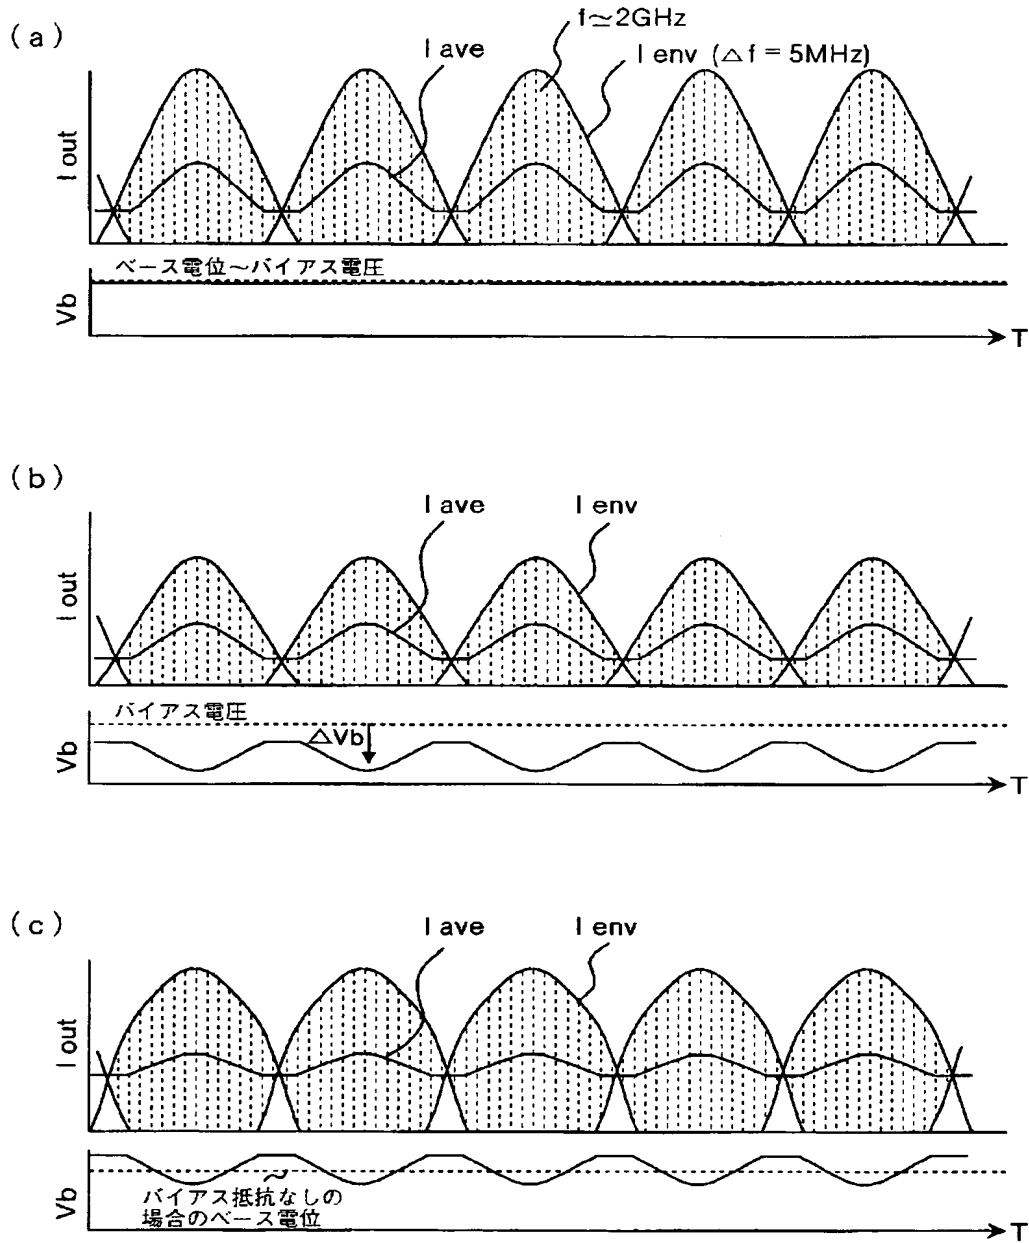 (a)
f≃2GHz
I ave
I env (△f = 5MHz)
I out
ベース電位~バイアス電圧
Vb
T
(b)
I ave
I env
I out
バイアス電圧
△Vb
Vb
T
(c)
I ave
I env
I out
Vb
バイアス抵抗なしの
場合のベース電位
T